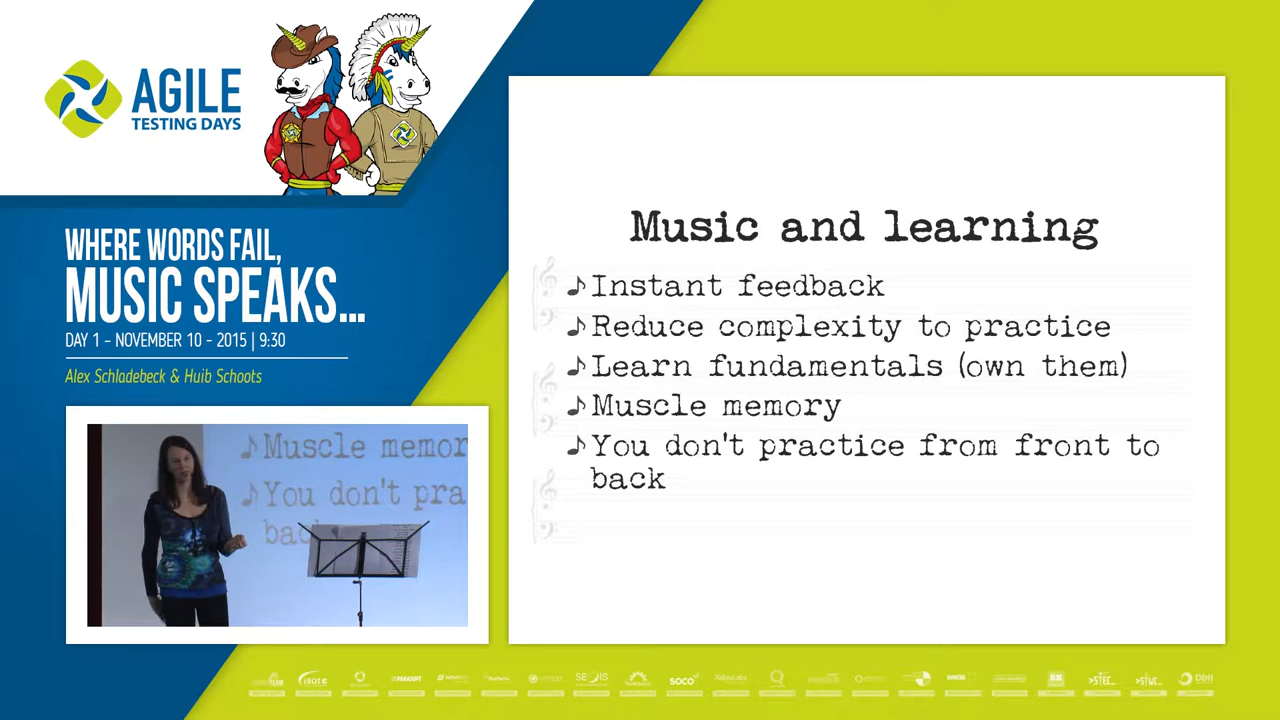 AGILE
TESTING DAYS
WHERE WORDS FAIL,
MUSIC SPEAKS...
DAY 1 - NOVEMBER 10 - 2015 | 9:30
Alex Schladebeck & Huib Schoots
♪Muscle memor
♪You don't pra
bac
Music and learning
♪Instant feedback
♪Reduce complexity to practice
♪Learn fundamentals (own them)
♪Muscle memory
♪You don't practice from front to
back
SOCO